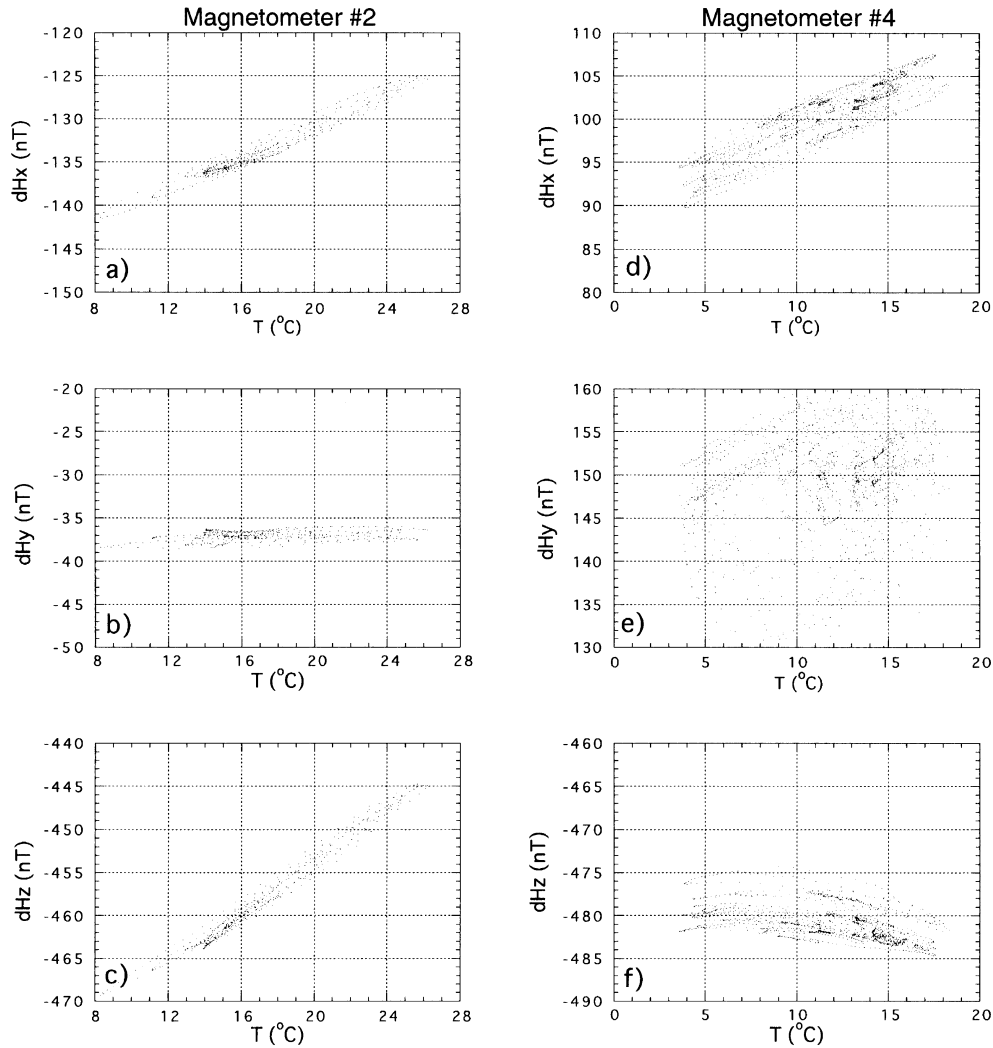 Magnetometer #2
-120
-125
-130
-135
-140
-145
-150
dHx (nT)
a)
8 12 16 20 24 28
T (°C)
Magnetometer #4
110
105
100
95
90
85
80
dHx (nT)
d)
0 5 10 15 20
T (°C)
-20
-25
-30
-35
-40
-45
-50
dHy (nT)
b)
8 12 16 20 24 28
T (°C)
160
155
150
145
140
135
130
dHy (nT)
e)
0 5 10 15 20
T (°C)
-440
-445
-450
-455
-460
-465
-470
dHz (nT)
c)
8 12 16 20 24 28
T (°C)
-460
-465
-470
-475
-480
-485
-490
dHz (nT)
f)
0 5 10 15 20
T (°C)